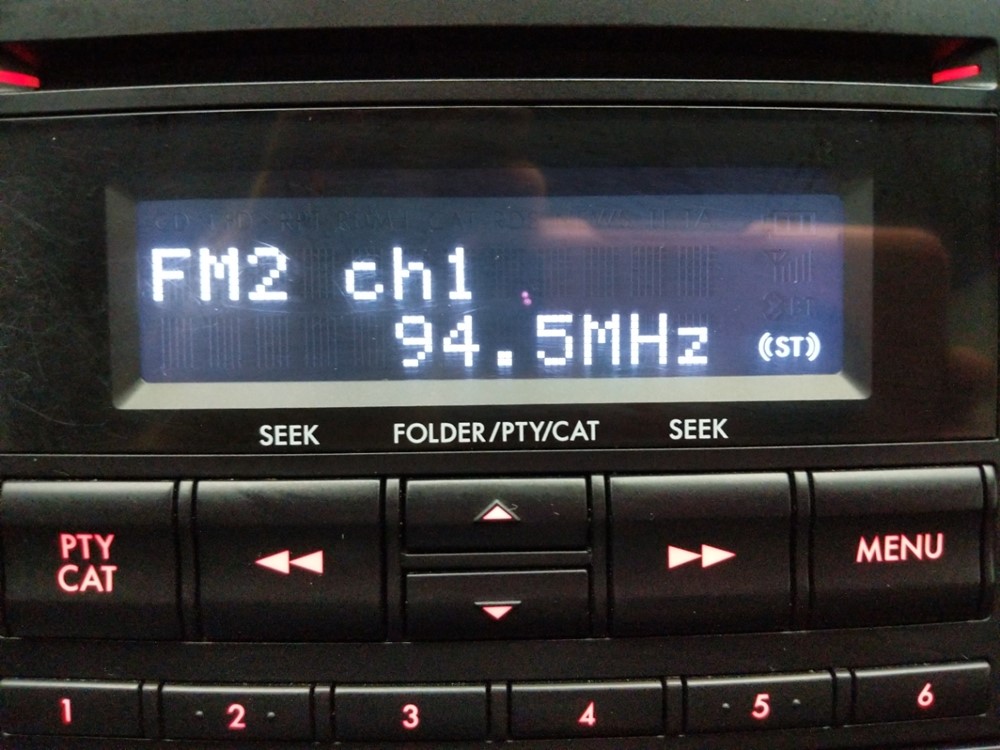 FM2 ch1
94.5MHz ((ST))
SEEK FOLDER/PTY/CAT SEEK
PTY
CAT
MENU
1 2 3 4 5 6